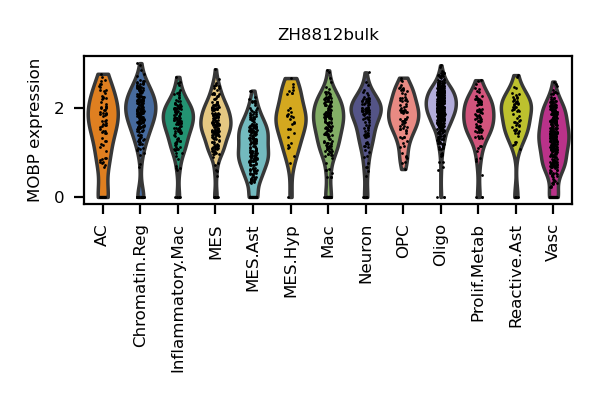 ZH8812bulk
MOBP expression
2
0
AC
Chromatin.Reg
Inflammatory.Mac
MES
MES.Ast
MES.Hyp
Mac
Neuron
OPC
Oligo
Prolif.Metab
Reactive.Ast
Vasc